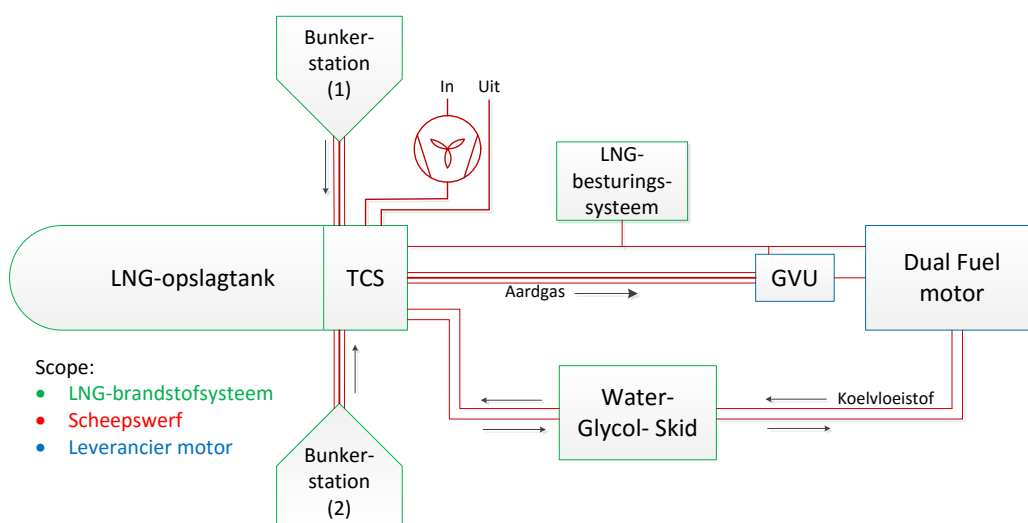 Bunker-
station
(1)
In
Uit
LNG-
besturings-
systeem
LNG-opslagtank
TCS
GVU
Dual Fuel
motor
Aardgas
Scope:
LNG-brandstofsysteem
Scheepswerf
Leverancier motor
Water-
Glycol- Skid
Koelvloeistof
Bunker-
station
(2)